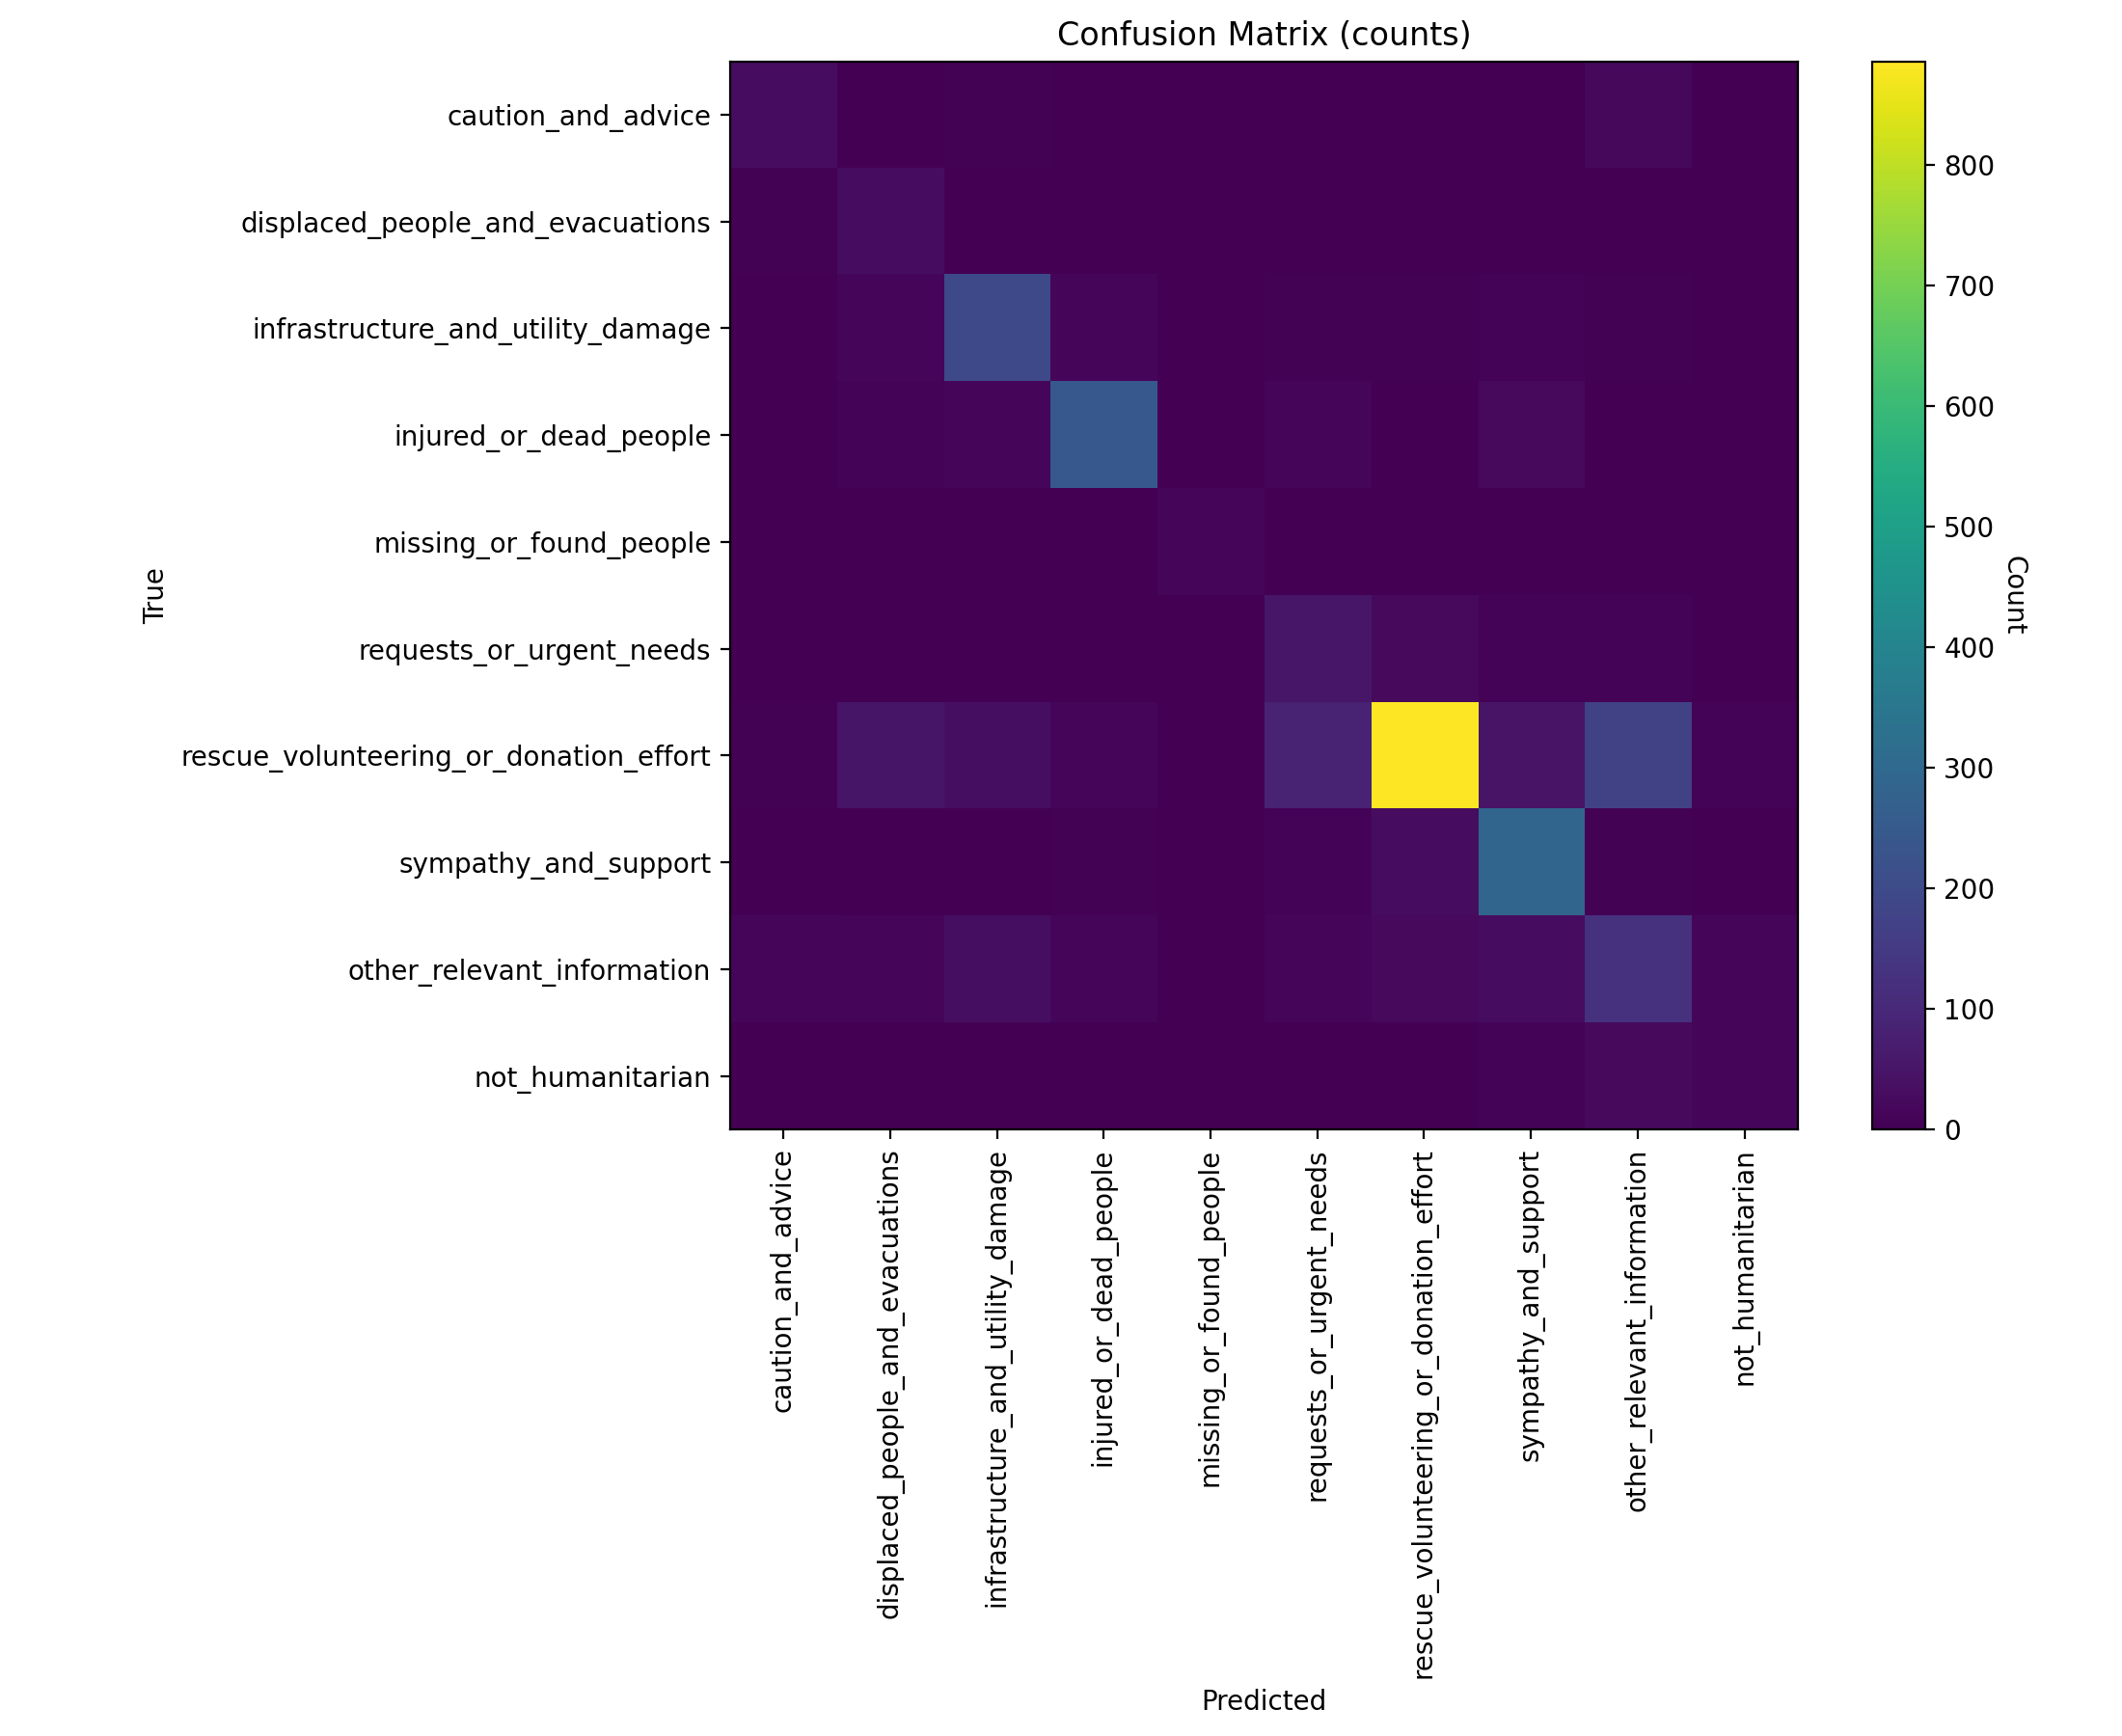 Confusion Matrix (counts)
True
caution_and_advice
displaced_people_and_evacuations
infrastructure_and_utility_damage
injured_or_dead_people
missing_or_found_people
requests_or_urgent_needs
rescue_volunteering_or_donation_effort
sympathy_and_support
other_relevant_information
not_humanitarian
caution_and_advice
displaced_people_and_evacuations
infrastructure_and_utility_damage
injured_or_dead_people
missing_or_found_people
requests_or_urgent_needs
rescue_volunteering_or_donation_effort
sympathy_and_support
other_relevant_information
not_humanitarian
Predicted
800
700
600
500
400
300
200
100
0
Count